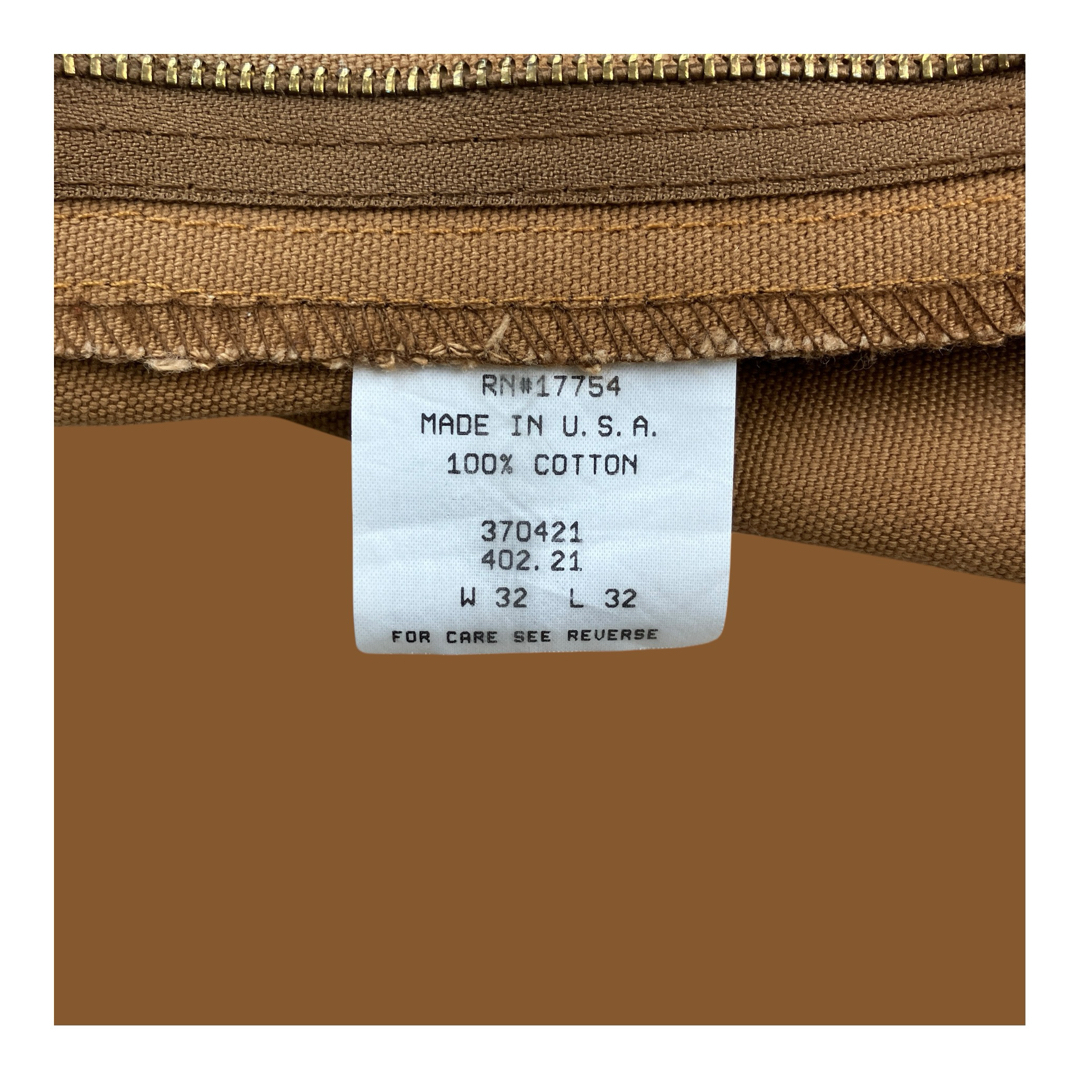 RN#17754
MADE IN U.S.A.
100% COTTON
370421
402.21
W 32 L 32
FOR CARE SEE REVERSE